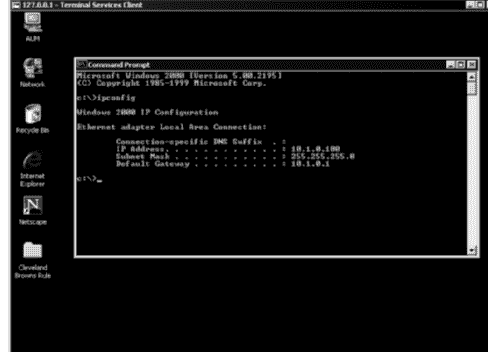 127.0.0.1 - Terminal Services Client
AUM
Network
Recycle Bin
Internet
Explorer
Netscape
Cleveland
Browns Rule
Command Prompt
Microsoft Windows 2000 [Version 5.00.2195]
(C) Copyright 1985-1999 Microsoft Corp.
c:\>ipconfig
Windows 2000 IP Configuration
Ethernet adapter Local Area Connection:
Connection-specific DNS Suffix . :
IP Address. . . . . . . . . . . . : 10.1.0.100
Subnet Mask . . . . . . . . . . . : 255.255.255.0
Default Gateway . . . . . . . . . : 10.1.0.1
c:\>_